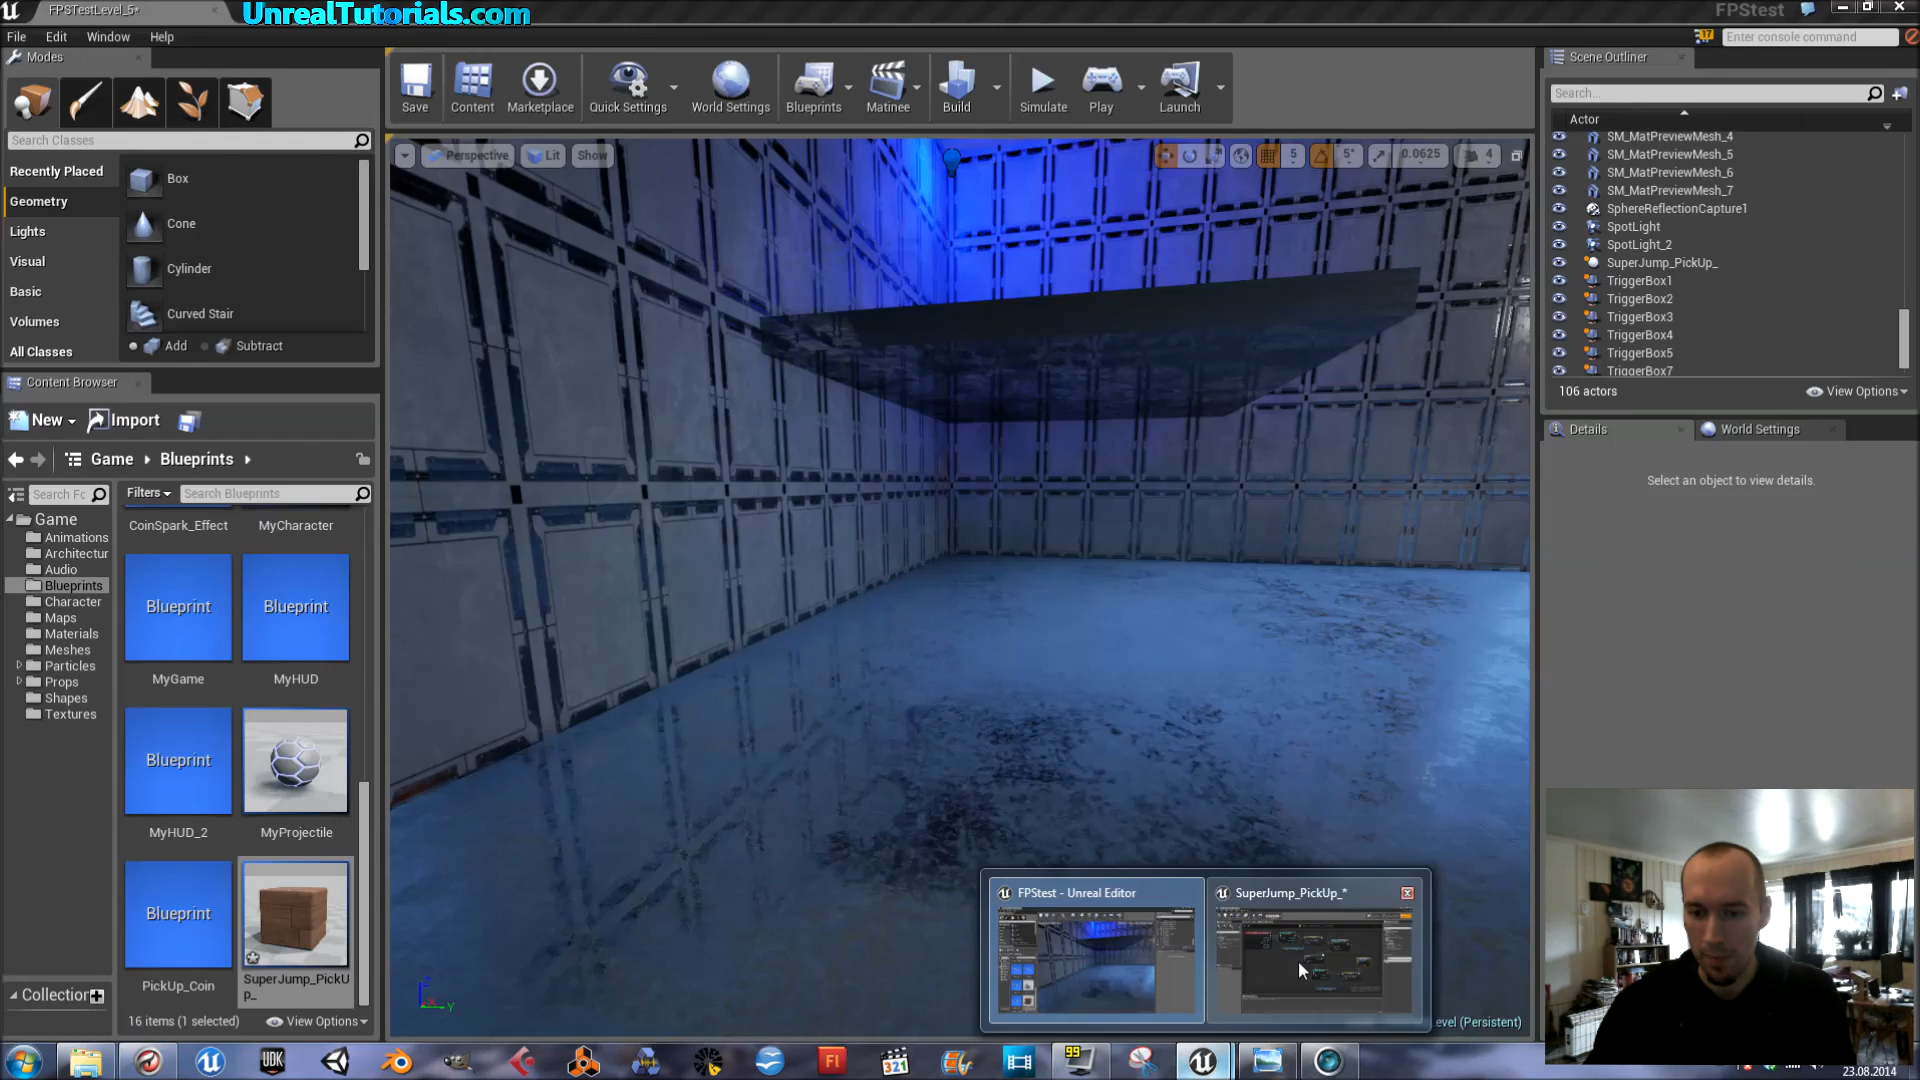 FPSTestLevel_5*
UnrealTutorials.com
FPStest
File
Edit
Window
Help
17
Enter console command
Modes
Save
Content
Marketplace
Quick Settings
World Settings
Blueprints
Matinee
Build
Simulate
Play
Launch
Scene Outliner
Search...
Actor
SM_MatPreviewMesh_4
SM_MatPreviewMesh_5
SM_MatPreviewMesh_6
SM_MatPreviewMesh_7
SphereReflectionCapture1
SpotLight
SpotLight_2
SuperJump_PickUp_
TriggerBox1
TriggerBox2
TriggerBox3
TriggerBox4
TriggerBox5
TriggerBox7
106 actors
View Options
Search Classes
Recently Placed
Geometry
Lights
Visual
Basic
Volumes
All Classes
Box
Cone
Cylinder
Curved Stair
Add
Subtract
Perspective
Lit
Show
5
5°
0.0625
4
Content Browser
New
Import
Game
Blueprints
Search Fc
Filters
Search Blueprints
Game
Animations
Architectur
Audio
Blueprints
Character
Maps
Materials
Meshes
Particles
Props
Shapes
Textures
CoinSpark_Effect
MyCharacter
Blueprint
Blueprint
MyGame
MyHUD
Blueprint
MyHUD_2
MyProjectile
Blueprint
PickUp_Coin
SuperJump_PickU
p_
Collection
16 items (1 selected)
View Options
Details
World Settings
Select an object to view details.
FPStest - Unreal Editor
SuperJump_PickUp_*
evel (Persistent)
Z
Y
UDK
Fl
321
99
23.08.2014